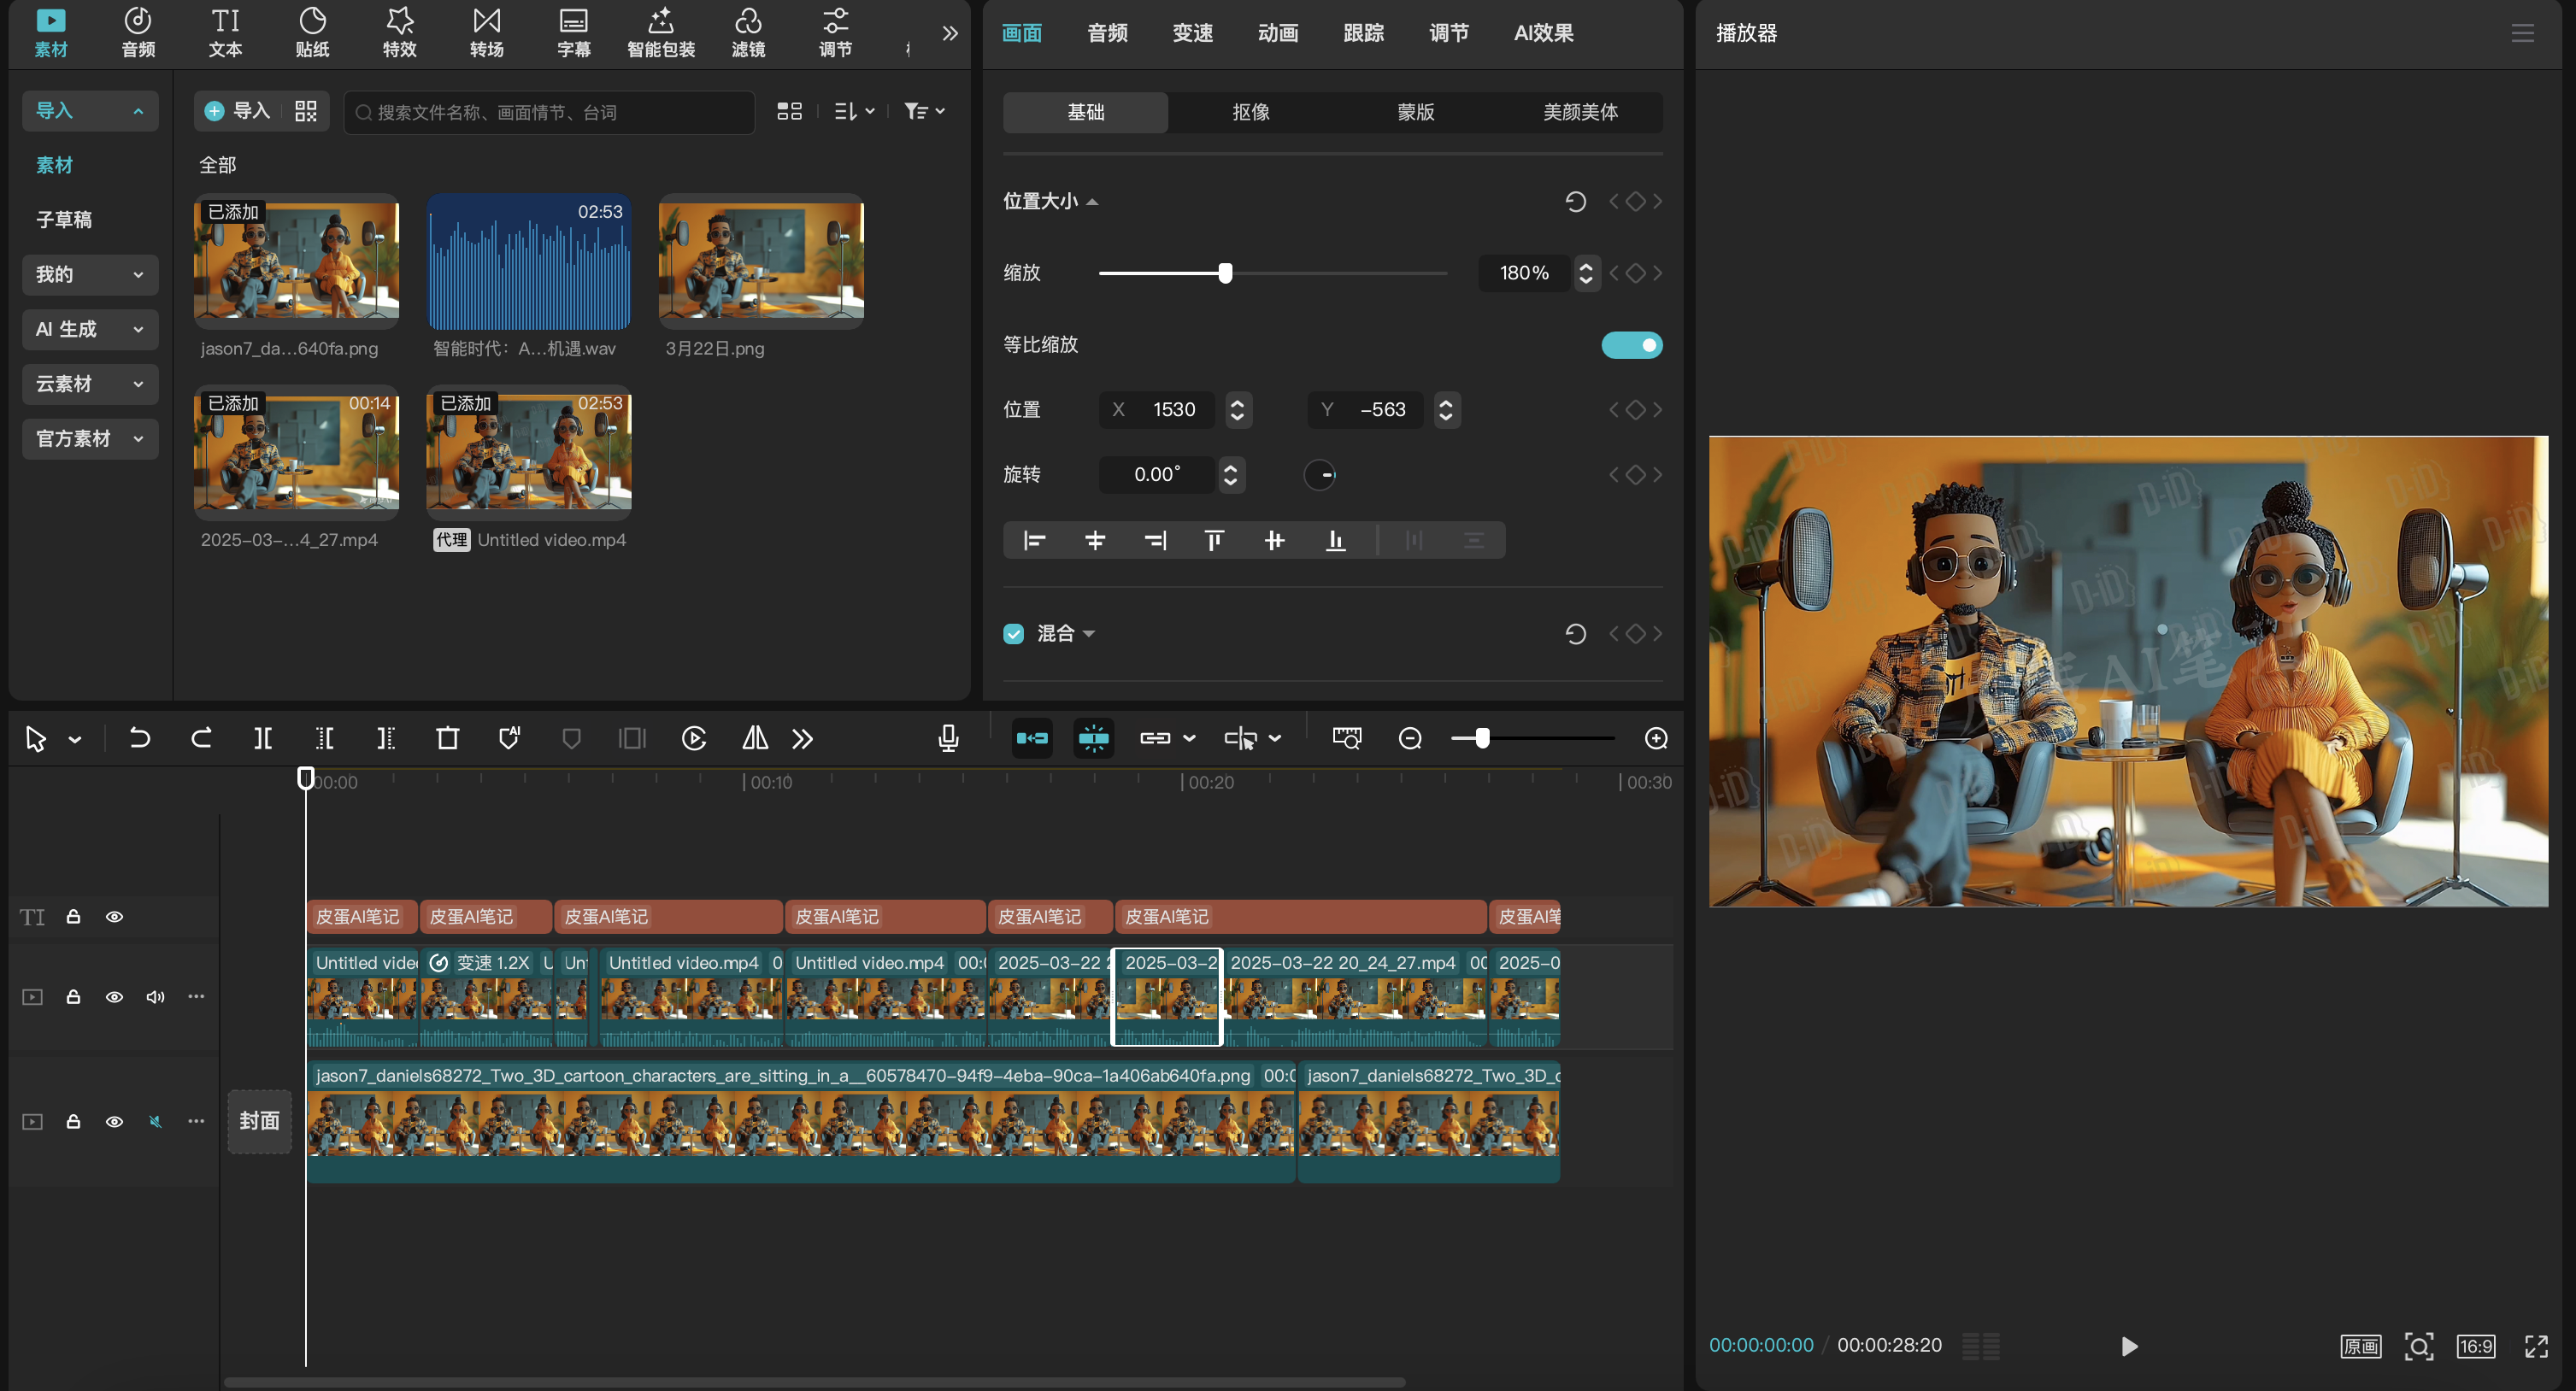 素材 音频 文本 贴纸 特效 转场 字幕 智能包装 滤镜 调节
画面 音频 变速 动画 跟踪 调节 AI效果
播放器
导入
素材
子草稿
我的
AI 生成
云素材
官方素材
导入
搜索文件名称、画面情节、台词
全部
已添加
02:53
jason7_da...640fa.png
智能时代：A...机遇.wav
3月22日.png
已添加 00:14
已添加 02:53
2025-03-...4_27.mp4
代理 Untitled video.mp4
基础 抠像 蒙版 美颜美体
位置大小
缩放 180%
等比缩放
位置 X 1530 Y -563
旋转 0.00°
混合
D-iD
AI笔
00:00 00:10 00:20 00:30
TI
皮蛋AI笔记 皮蛋AI笔记 皮蛋AI笔记 皮蛋AI笔记 皮蛋AI笔记 皮蛋AI笔记 皮蛋AI笔
Untitled vide 变速 1.2X U Un Untitled video.mp4 0 Untitled video.mp4 00: 2025-03-22 2025-03-2 2025-03-22 20_24_27.mp4 00 2025-0
jason7_daniels68272_Two_3D_cartoon_characters_are_sitting_in_a__60578470-94f9-4eba-90ca-1a406ab640fa.png 00:0 jason7_daniels68272_Two_3D_c
封面
00:00:00:00 / 00:00:28:20
原画 16:9